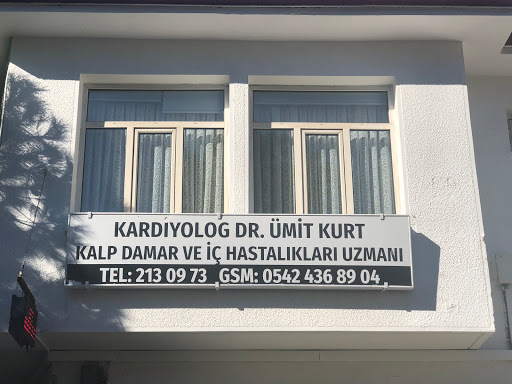 KARDİYOLOG DR. ÜMİT KURT
KALP DAMAR VE İÇ HASTALIKLARI UZMANI
TEL: 213 09 73 GSM: 0542 436 89 04